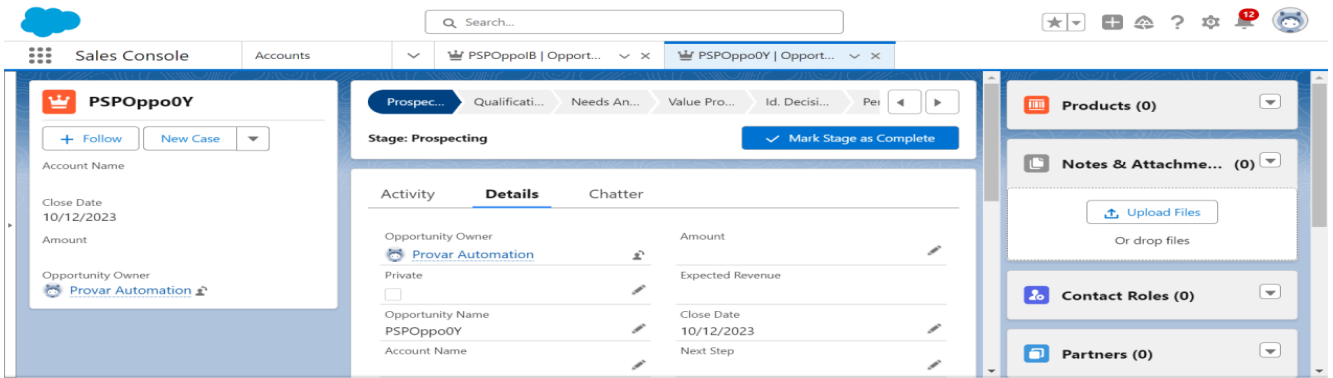 Search...
12
Sales Console
Accounts
PSPOppoIB | Opport...
PSPOppo0Y | Opport...
PSPOppo0Y
Follow
New Case
Account Name
Close Date
10/12/2023
Amount
Opportunity Owner
Provar Automation
Prospec...
Qualificati...
Needs An...
Value Pro...
Id. Decisi...
Per
Stage: Prospecting
Mark Stage as Complete
Activity
Details
Chatter
Opportunity Owner
Provar Automation
Amount
Private
Expected Revenue
Opportunity Name
PSPOppo0Y
Close Date
10/12/2023
Account Name
Next Step
Products (0)
Notes & Attachme... (0)
Upload Files
Or drop files
Contact Roles (0)
Partners (0)